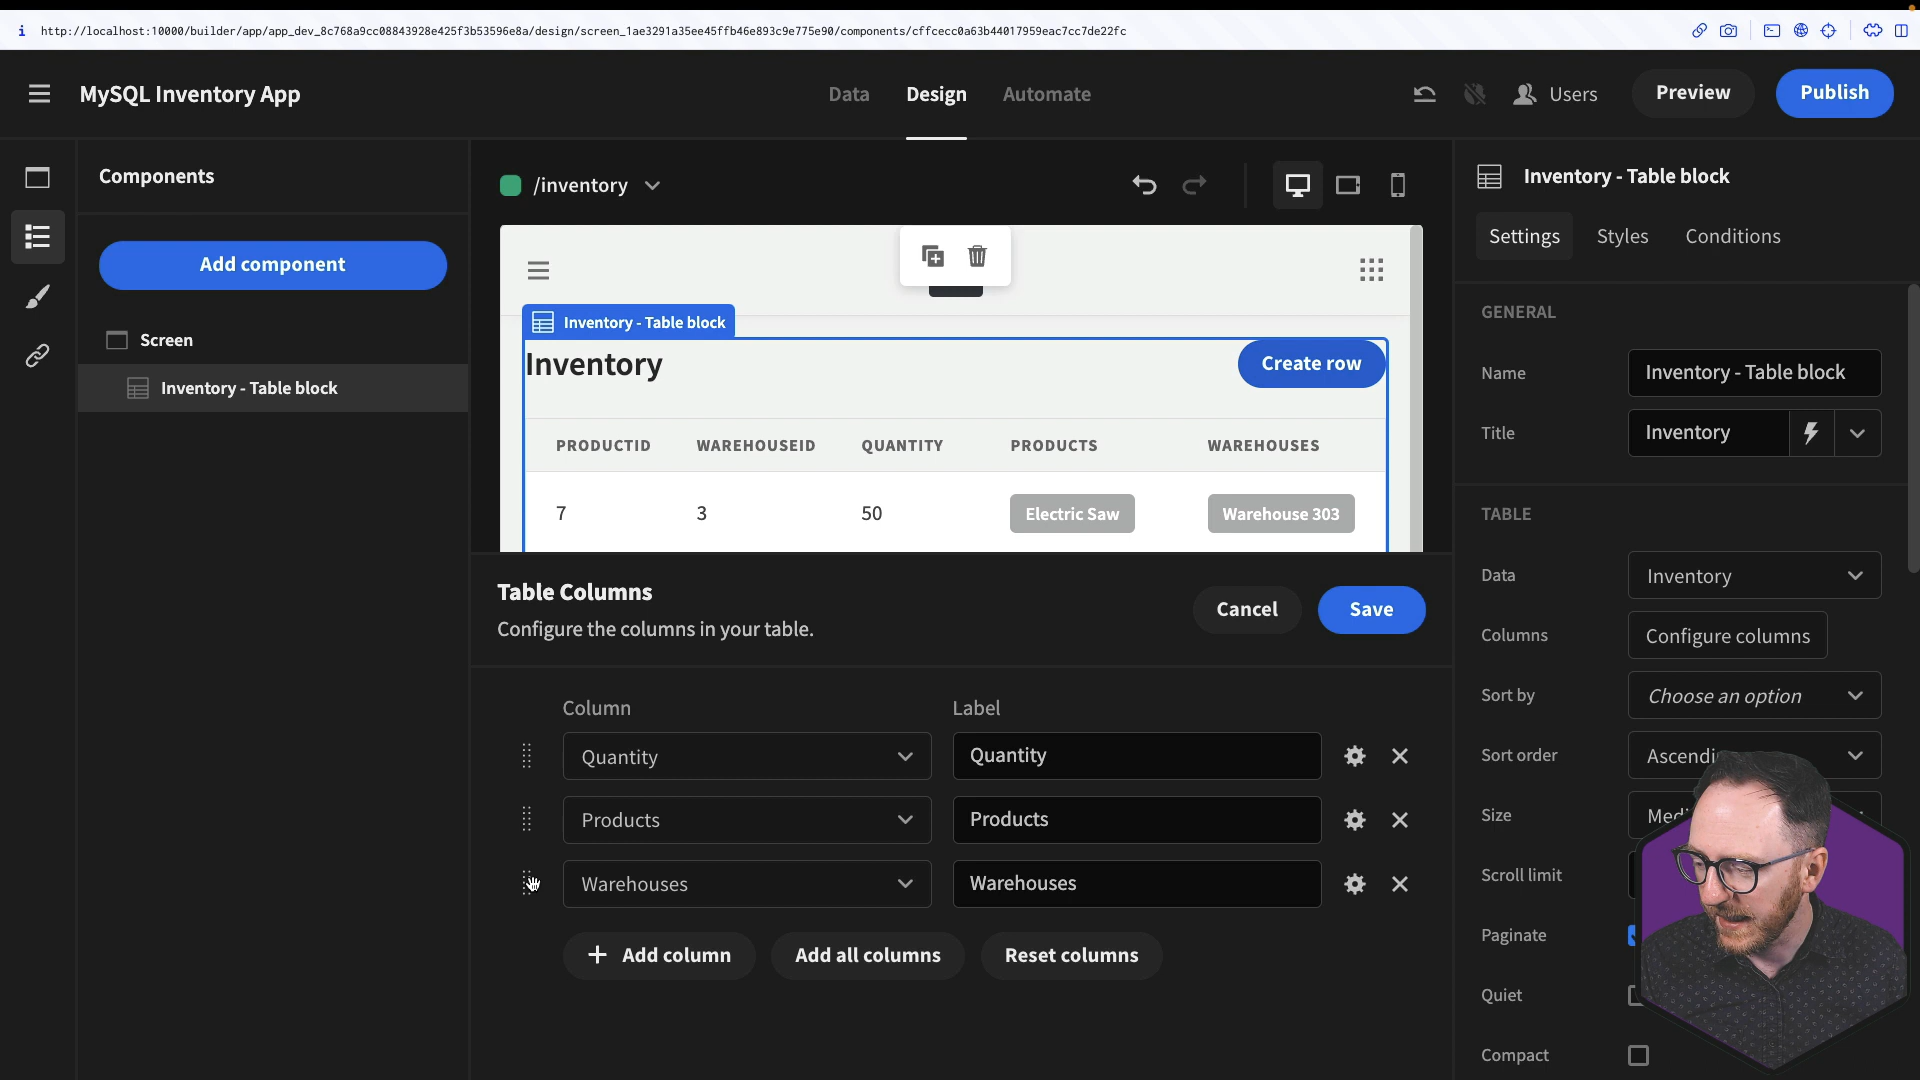 http://localhost:10000/builder/app/app_dev_8c768a9cc08843928e425f3b53596e8a/design/screen_1ae3291a35ee45ffb46e893c9e775e90/components/cffcecc0a63b44017959eac7cc7de22fc
MySQL Inventory App
Data
Design
Automate
Users
Preview
Publish
Components
Add component
Screen
Inventory - Table block
/inventory
Inventory - Table block
Inventory
Create row
PRODUCTID WAREHOUSEID QUANTITY PRODUCTS WAREHOUSES
7 3 50 Electric Saw Warehouse 303
Table Columns
Configure the columns in your table.
Cancel
Save
Column Label
Quantity Quantity
Products Products
Warehouses Warehouses
Add column
Add all columns
Reset columns
Inventory - Table block
Settings Styles Conditions
GENERAL
Name Inventory - Table block
Title Inventory
TABLE
Data Inventory
Columns Configure columns
Sort by Choose an option
Sort order
Size
Scroll limit
Paginate
Quiet
Compact